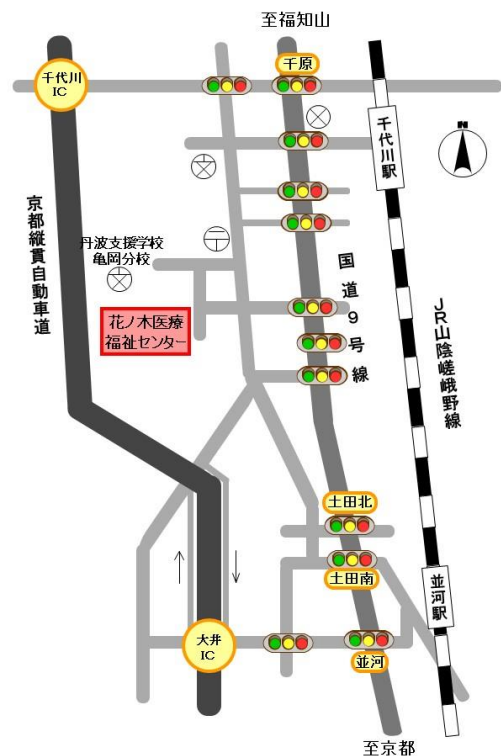 至福知山
千代川
IC
千原
千代川駅
N
京都縦貫自動車道
丹波支援学校
亀岡分校
花ノ木医療
福祉センター
国道9号線
JR山陰嵯峨野線
土田北
土田南
並河駅
大井
IC
並河
至京都